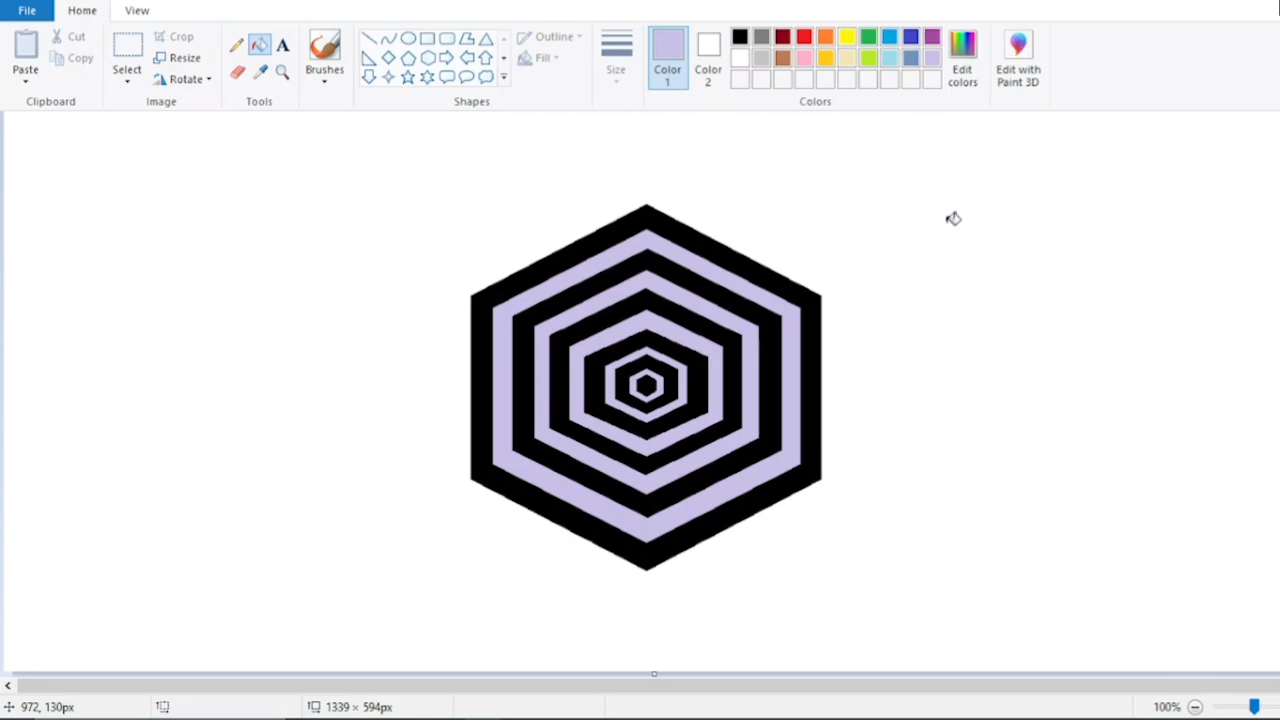 File Home View
Paste Cut Copy
Clipboard
Select Crop Resize Rotate
Image
A
Tools
Brushes
Outline Fill
Shapes
Size
Color 1 Color 2
Edit colors
Colors
Edit with Paint 3D
972, 130px 1339 × 594px 100%